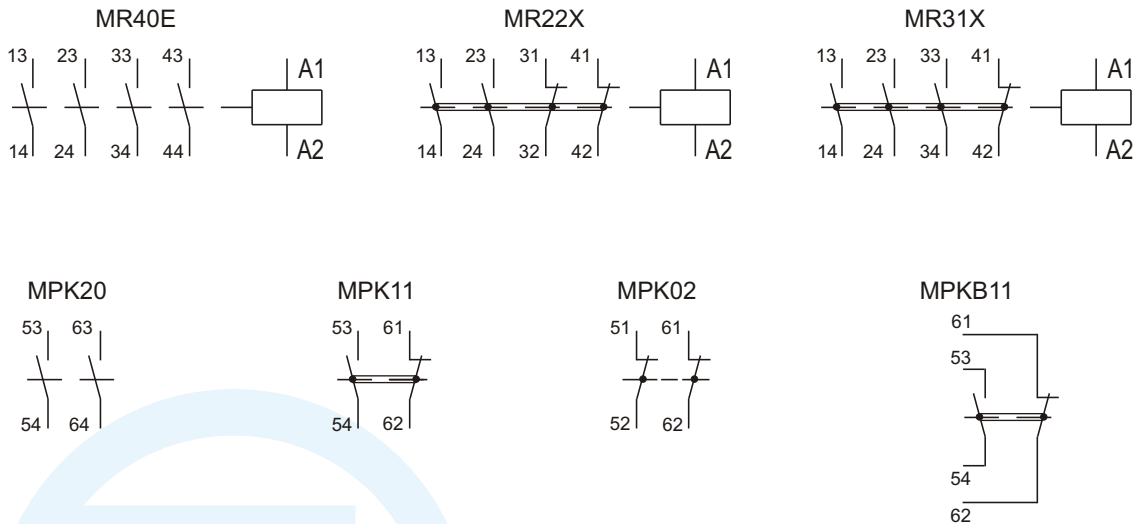 MR40E MR22X MR31X
13 23 33 43 A1 13 23 31 41 A1 13 23 33 41 A1
14 24 34 44 A2 14 24 32 42 A2 14 24 34 42 A2
MPK20 MPK11 MPK02 MPKB11
53 63 53 61 51 61 61
53
54 64 54 62 52 62
54
62